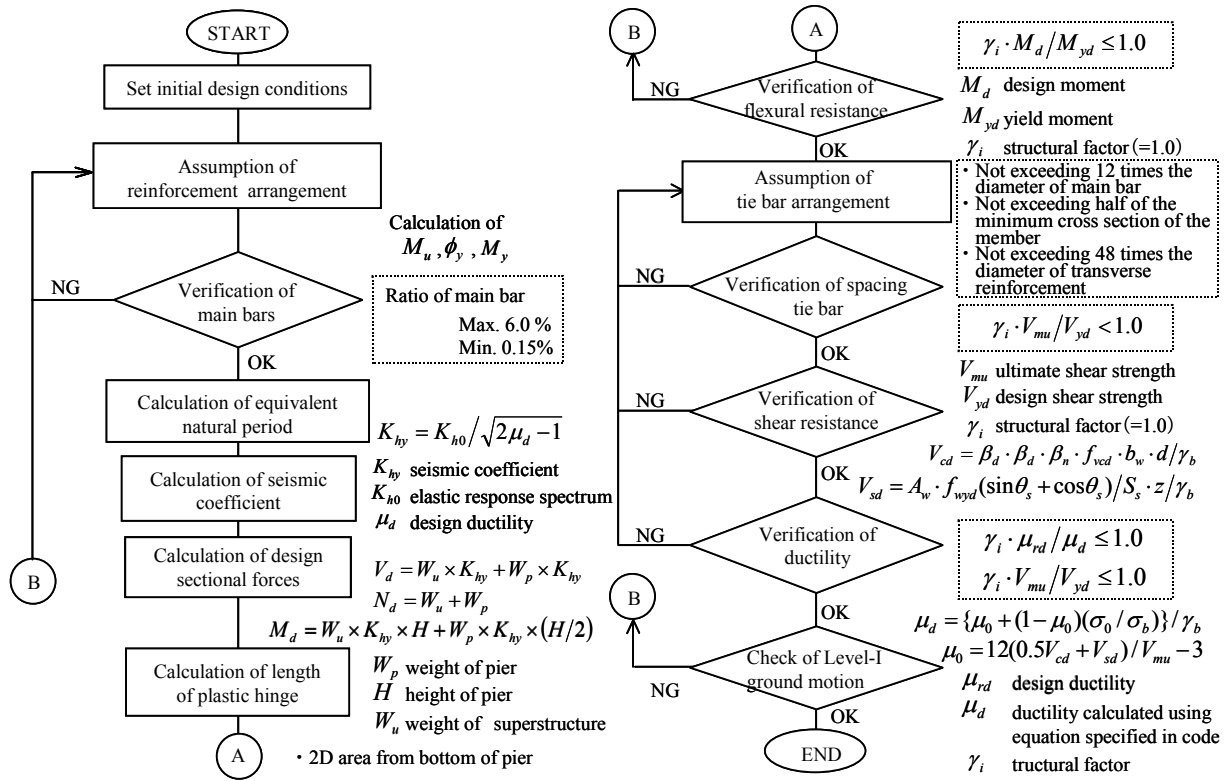 START
Set initial design conditions
Assumption of
reinforcement arrangement
Calculation of
M_u , ϕ_y , M_y
NG
Verification of
main bars
Ratio of main bar
Max. 6.0 %
Min. 0.15%
OK
Calculation of equivalent
natural period
K_hy = K_h0 / √(2μ_d −1)
Calculation of seismic
coefficient
K_hy seismic coefficient
K_h0 elastic response spectrum
μ_d design ductility
Calculation of design
sectional forces
B
V_d = W_u × K_hy + W_p × K_hy
N_d = W_u + W_p
M_d = W_u × K_hy × H + W_p × K_hy × (H/2)
Calculation of length
of plastic hinge
W_p weight of pier
H height of pier
W_u weight of superstructure
A
・2D area from bottom of pier
B
A
γ_i · M_d / M_yd ≤ 1.0
NG
Verification of
flexural resistance
M_d design moment
M_yd yield moment
γ_i structural factor (=1.0)
OK
Assumption of
tie bar arrangement
・Not exceeding 12 times the
diameter of main bar
・Not exceeding half of the
minimum cross section of the
member
・Not exceeding 48 times the
diameter of transverse
reinforcement
NG
Verification of spacing
tie bar
γ_i · V_mu / V_yd < 1.0
OK
V_mu ultimate shear strength
V_yd design shear strength
γ_i structural factor (=1.0)
NG
Verification of
shear resistance
V_cd = β_d · β_d · β_n · f_vcd · b_w · d / γ_b
OK
V_sd = A_w · f_wyd (sinθ_s + cosθ_s) / S_s · z / γ_b
NG
Verification of
ductility
γ_i · μ_rd / μ_d ≤ 1.0
γ_i · V_mu / V_yd ≤ 1.0
B
OK
μ_d = {μ_0 + (1−μ_0)(σ_0 / σ_b)} / γ_b
μ_0 = 12(0.5V_cd + V_sd) / V_mu − 3
Check of Level-I
ground motion
NG
μ_rd design ductility
μ_d ductility calculated using
equation specified in code
γ_i tructural factor
OK
END